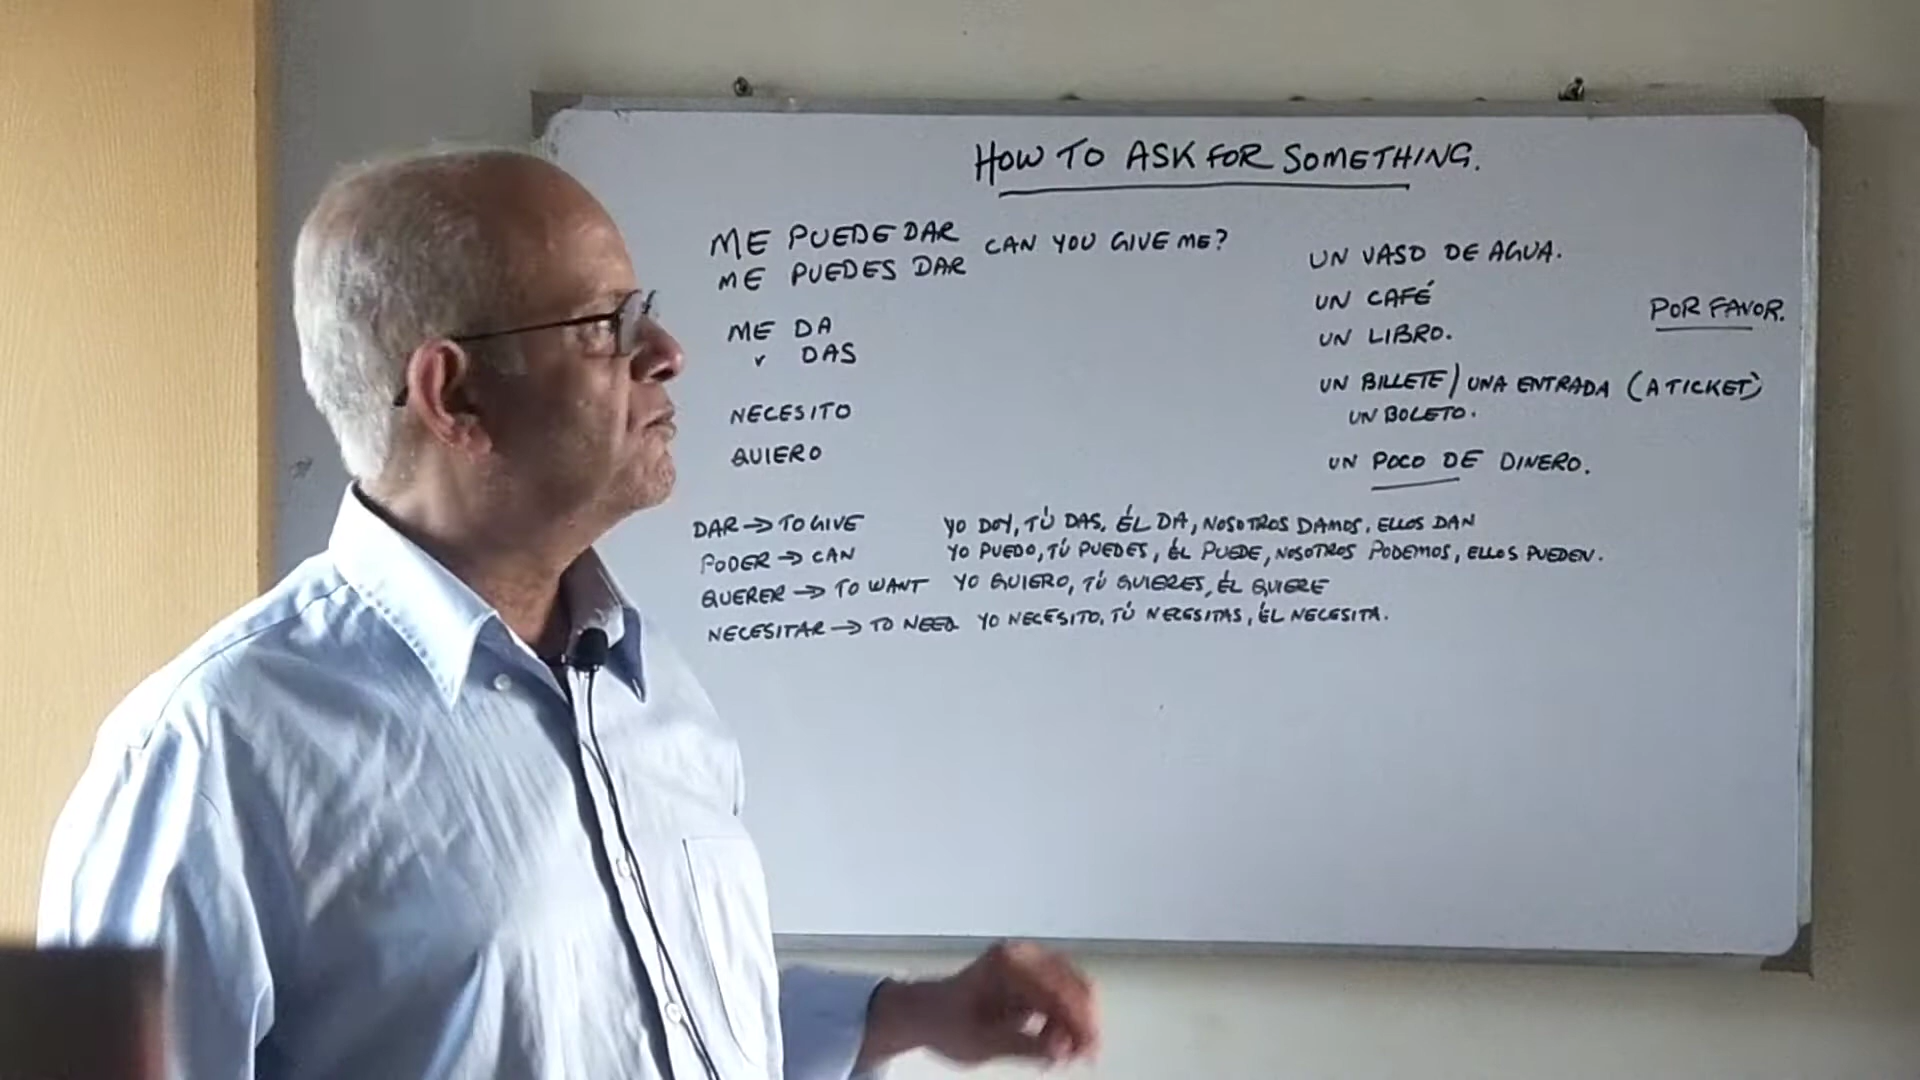 HOW TO ASK FOR SOMETHING.
ME PUEDE DAR
ME PUEDES DAR
CAN YOU GIVE ME?
ME DA
" DAS
NECESITO
QUIERO
UN VASO DE AGUA.
UN CAFÉ
UN LIBRO.
UN BILLETE/UNA ENTRADA (A TICKET)
UN BOLETO.
UN POCO DE DINERO.
POR FAVOR.
DAR → TO GIVE YO DOY, TÚ DAS, ÉL DA, NOSOTROS DAMOS, ELLOS DAN
PODER → CAN YO PUEDO, TÚ PUEDES, ÉL PUEDE, NOSOTROS PODEMOS, ELLOS PUEDEN.
QUERER → TO WANT YO QUIERO, TÚ QUIERES, ÉL QUIERE
NECESITAR → TO NEED YO NECESITO, TÚ NECESITAS, ÉL NECESITA.